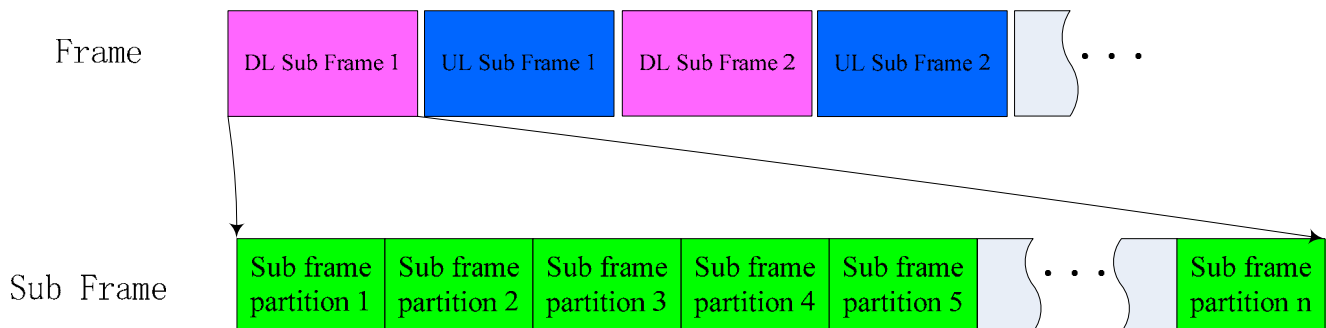 Frame
DL Sub Frame 1
UL Sub Frame 1
DL Sub Frame 2
UL Sub Frame 2
. . .
Sub Frame
Sub frame
partition 1
Sub frame
partition 2
Sub frame
partition 3
Sub frame
partition 4
Sub frame
partition 5
. . .
Sub frame
partition n